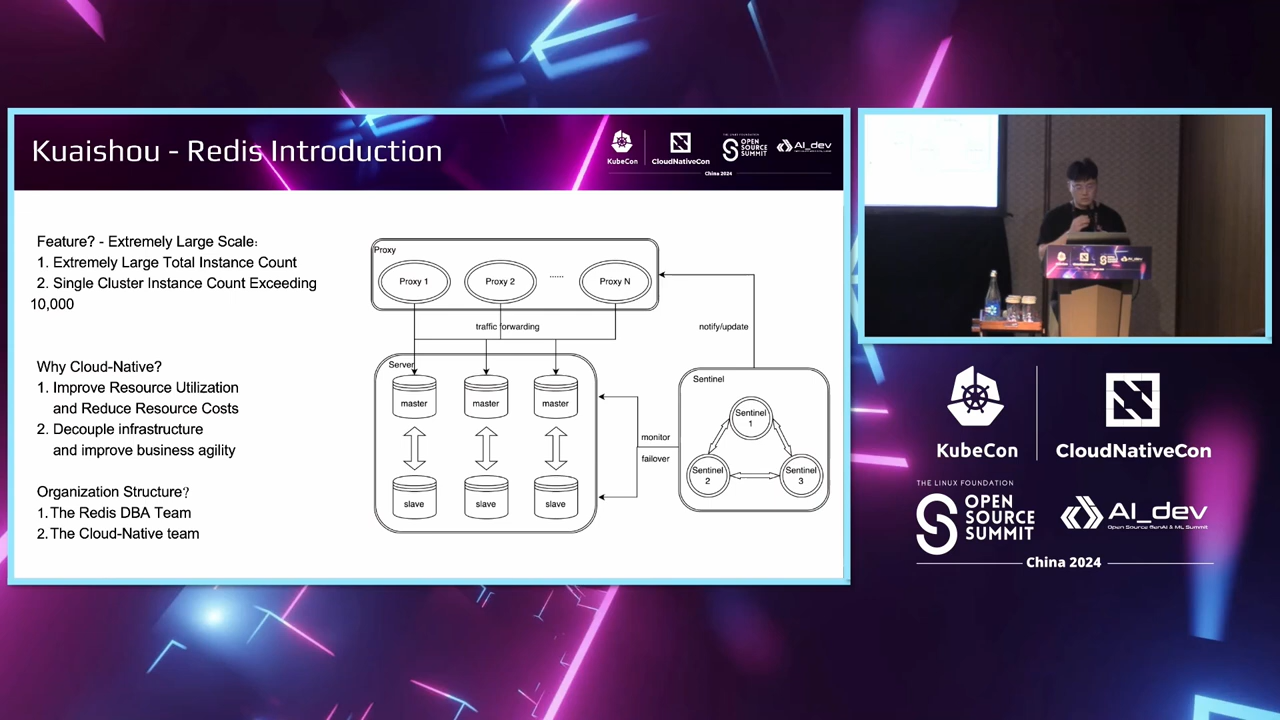 Kuaishou - Redis Introduction
KubeCon
CloudNativeCon
THE LINUX FOUNDATION
OPEN
SOURCE
SUMMIT
AI_dev
China 2024
Feature? - Extremely Large Scale:
1. Extremely Large Total Instance Count
2. Single Cluster Instance Count Exceeding
10,000
Why Cloud-Native?
1. Improve Resource Utilization
and Reduce Resource Costs
2. Decouple infrastructure
and improve business agility
Organization Structure?
1. The Redis DBA Team
2. The Cloud-Native team
Proxy
Proxy 1
Proxy 2
......
Proxy N
traffic forwarding
notify/update
Server
master
master
master
slave
slave
slave
monitor
failover
Sentinel
Sentinel
1
Sentinel
2
Sentinel
3
KubeCon
CloudNativeCon
THE LINUX FOUNDATION
OPEN
SOURCE
SUMMIT
AI_dev
Open Source GenAI & ML Summit
China 2024